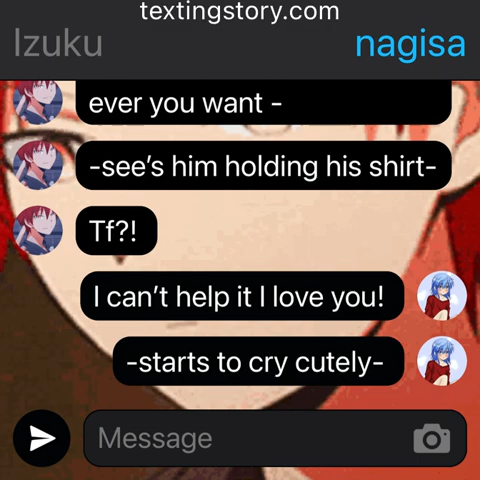 textingstory.com
Izuku nagisa
ever you want -
-see's him holding his shirt-
Tf?!
I can't help it I love you!
-starts to cry cutely-
Message